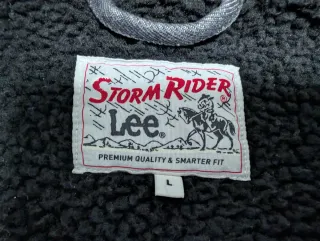 STORM RIDER
Lee®
PREMIUM QUALITY & SMARTER FIT
L